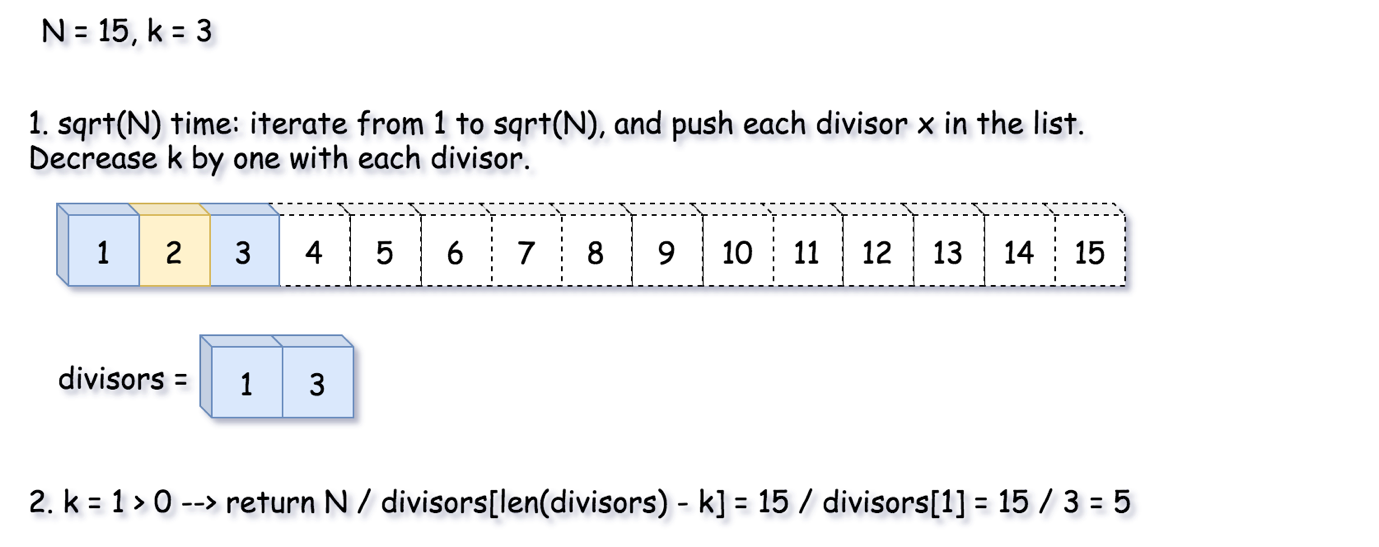 N = 15, k = 3
1. sqrt(N) time: iterate from 1 to sqrt(N), and push each divisor x in the list.
Decrease k by one with each divisor.
1 2 3 4 5 6 7 8 9 10 11 12 13 14 15
divisors = 1 3
2. k = 1 > 0 --> return N / divisors[len(divisors) - k] = 15 / divisors[1] = 15 / 3 = 5